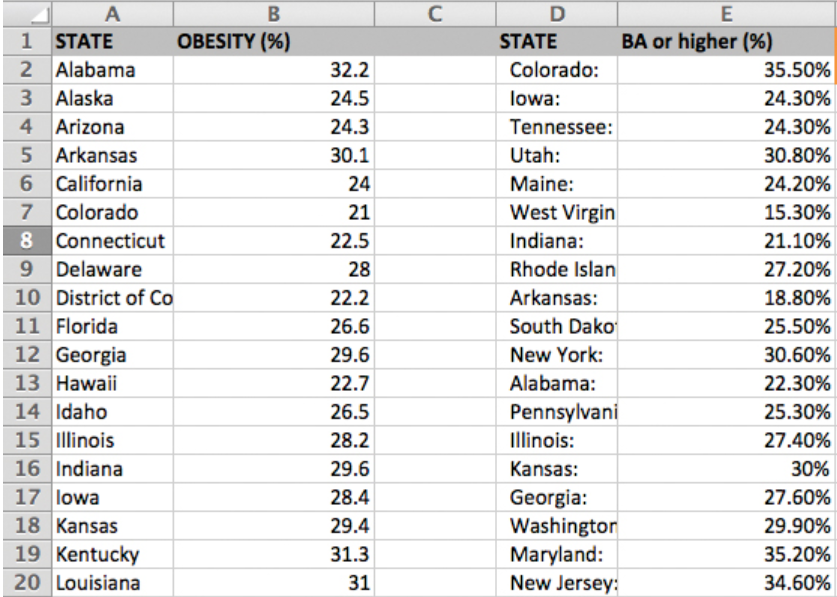 A B C D E
1 STATE OBESITY (%) STATE BA or higher (%)
2 Alabama 32.2 Colorado: 35.50%
3 Alaska 24.5 Iowa: 24.30%
4 Arizona 24.3 Tennessee: 24.30%
5 Arkansas 30.1 Utah: 30.80%
6 California 24 Maine: 24.20%
7 Colorado 21 West Virgin 15.30%
8 Connecticut 22.5 Indiana: 21.10%
9 Delaware 28 Rhode Islan 27.20%
10 District of Co 22.2 Arkansas: 18.80%
11 Florida 26.6 South Dako 25.50%
12 Georgia 29.6 New York: 30.60%
13 Hawaii 22.7 Alabama: 22.30%
14 Idaho 26.5 Pennsylvani 25.30%
15 Illinois 28.2 Illinois: 27.40%
16 Indiana 29.6 Kansas: 30%
17 Iowa 28.4 Georgia: 27.60%
18 Kansas 29.4 Washington 29.90%
19 Kentucky 31.3 Maryland: 35.20%
20 Louisiana 31 New Jersey: 34.60%